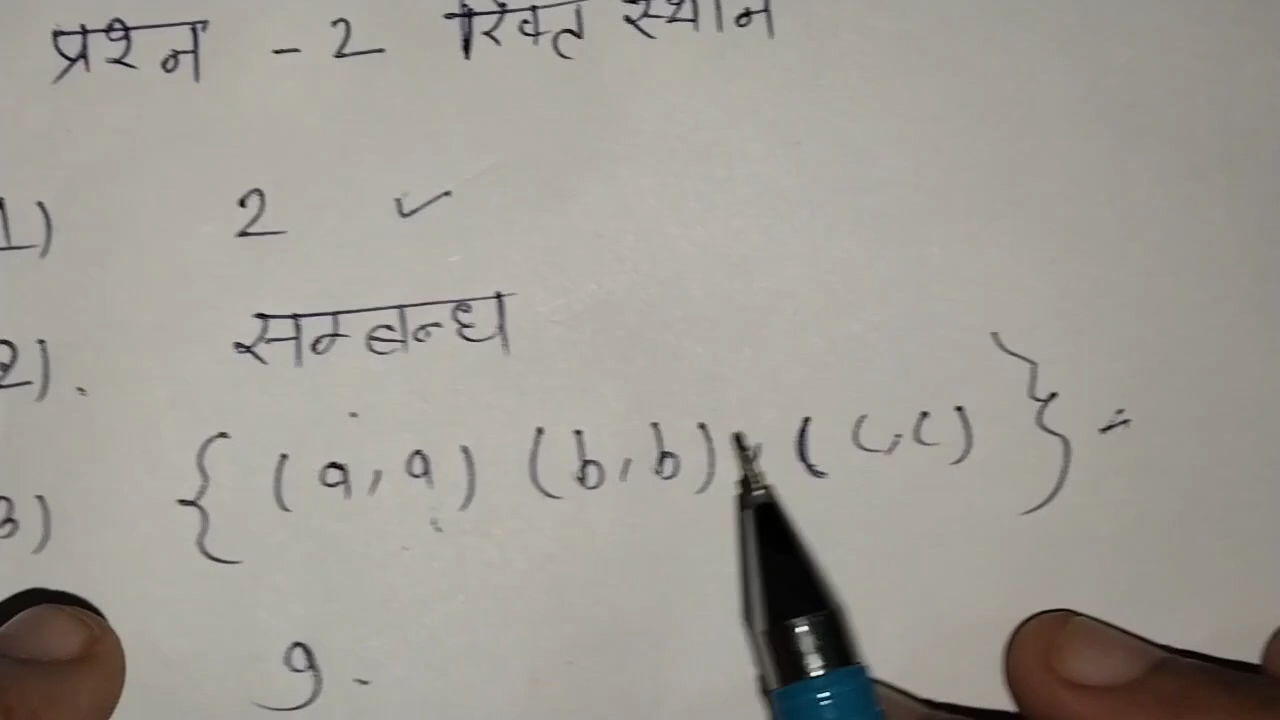 प्रश्न - 2 रिक्त स्थान
1) 2 ✓
2). सम्बन्ध
3) { (a,a) (b,b), (c,c) } -
9.